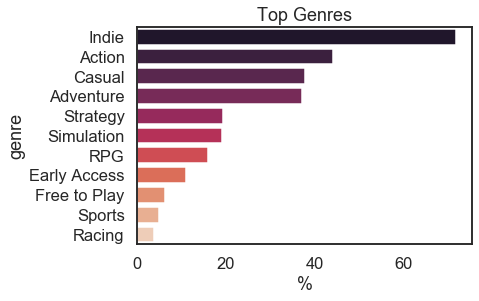 Top Genres
Indie
Action
Casual
Adventure
Strategy
Simulation
RPG
Early Access
Free to Play
Sports
Racing
genre
0 20 40 60
%